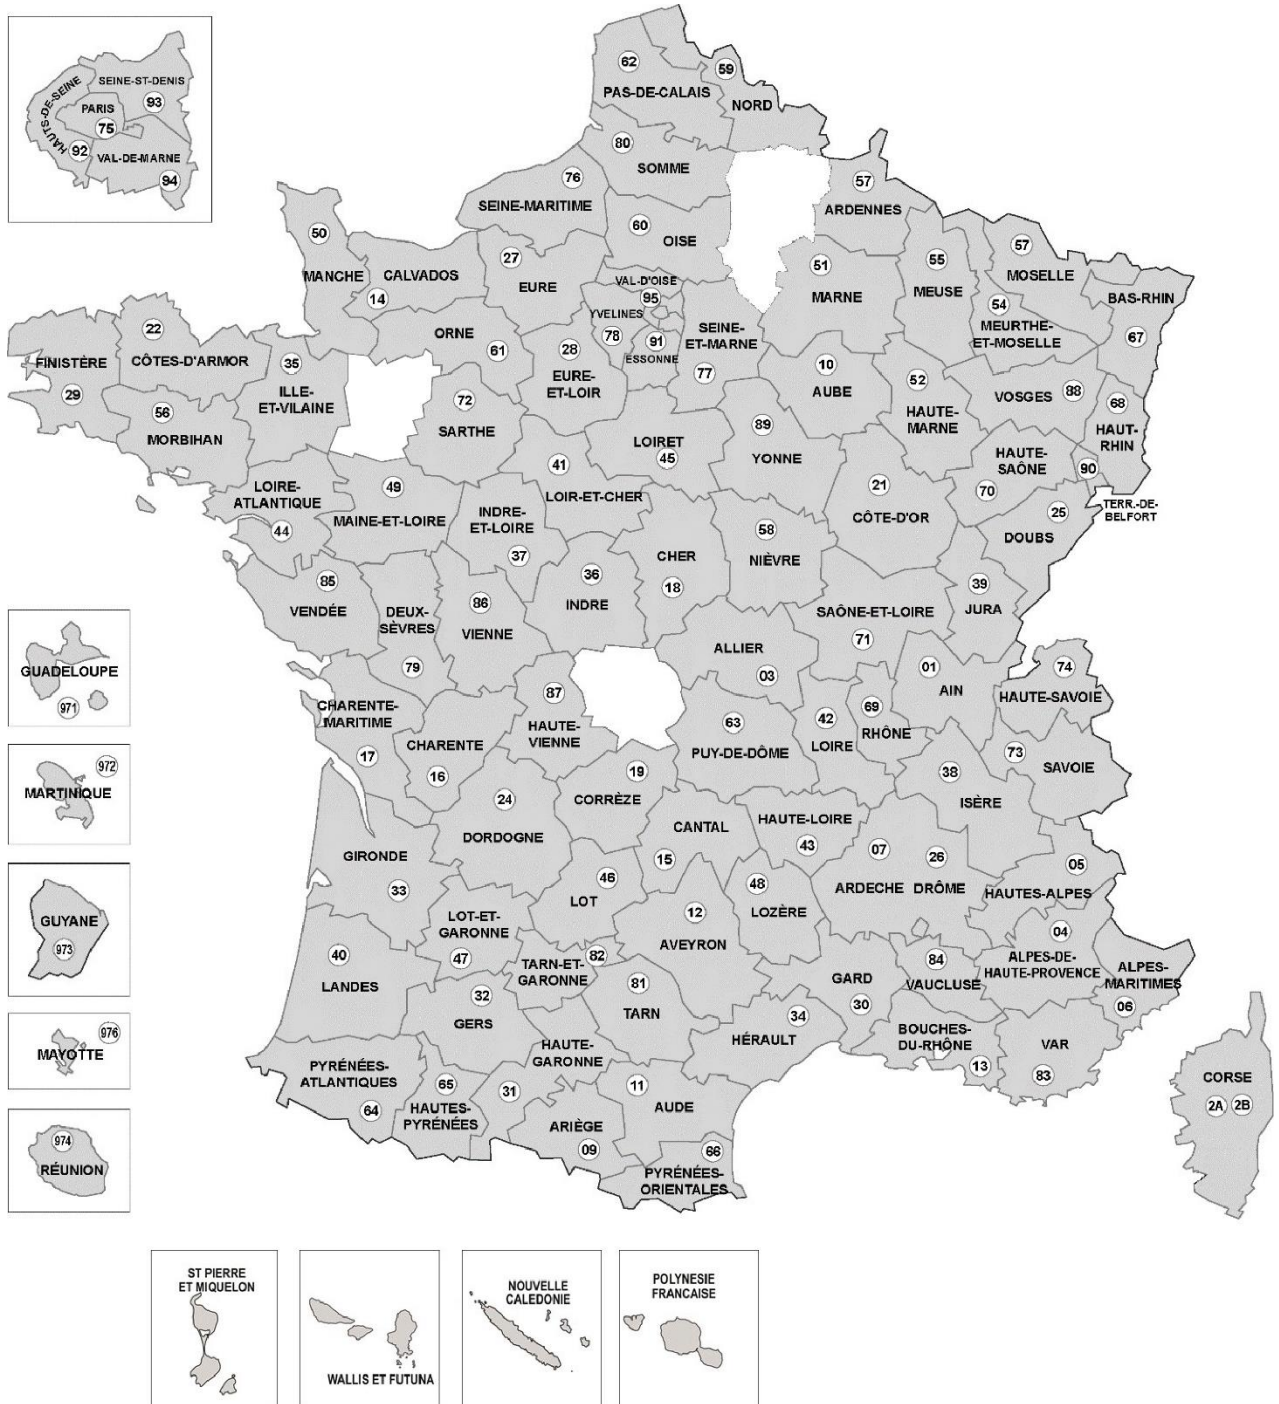 SEINE-ST-DENIS
93
HAUTS-DE-SEINE
92
PARIS
75
VAL-DE-MARNE
94
62
PAS-DE-CALAIS
59
NORD
80
SOMME
76
SEINE-MARITIME
60
OISE
57
ARDENNES
50
MANCHE
CALVADOS
14
27
EURE
VAL-D'OISE
95
YVELINES
78
91
ESSONNE
SEINE-
ET-MARNE
77
51
MARNE
55
MEUSE
57
MOSELLE
54
MEURTHE-
ET-MOSELLE
BAS-RHIN
67
FINISTÈRE
29
22
CÔTES-D'ARMOR
56
MORBIHAN
35
ILLE-
ET-VILAINE
ORNE
61
28
EURE-
ET-LOIR
72
SARTHE
10
AUBE
52
HAUTE-
MARNE
VOSGES
88
68
HAUT-
RHIN
LOIRET
45
89
YONNE
41
LOIR-ET-CHER
HAUTE-
SAÔNE
70
90
TERR.-DE-
BELFORT
LOIRE-
ATLANTIQUE
44
49
MAINE-ET-LOIRE
INDRE-
ET-LOIRE
37
21
CÔTE-D'OR
25
DOUBS
58
NIÈVRE
CHER
18
36
INDRE
85
VENDÉE
DEUX-
SÈVRES
79
86
VIENNE
39
JURA
SAÔNE-ET-LOIRE
71
ALLIER
03
01
AIN
74
HAUTE-SAVOIE
GUADELOUPE
971
CHARENTE-
MARITIME
17
CHARENTE
16
87
HAUTE-
VIENNE
63
PUY-DE-DÔME
42
LOIRE
69
RHÔNE
73
SAVOIE
38
ISÈRE
972
MARTINIQUE
24
DORDOGNE
19
CORRÈZE
CANTAL
15
HAUTE-LOIRE
43
07
ARDECHE
26
DRÔME
05
HAUTES-ALPES
GIRONDE
33
46
LOT
48
LOZÈRE
12
AVEYRON
GUYANE
973
LOT-ET-
GARONNE
47
40
LANDES
82
TARN-ET-
GARONNE
81
TARN
32
GERS
GARD
30
84
VAUCLUSE
04
ALPES-DE-
HAUTE-PROVENCE
ALPES-
MARITIMES
06
976
MAYOTTE
34
HÉRAULT
BOUCHES-
DU-RHÔNE
13
VAR
83
HAUTE-
GARONNE
31
PYRÉNÉES-
ATLANTIQUES
64
65
HAUTES-
PYRÉNÉES
ARIÈGE
09
11
AUDE
66
PYRÉNÉES-
ORIENTALES
CORSE
2A
2B
974
RÉUNION
ST PIERRE
ET MIQUELON
WALLIS ET FUTUNA
NOUVELLE
CALEDONIE
POLYNESIE
FRANCAISE